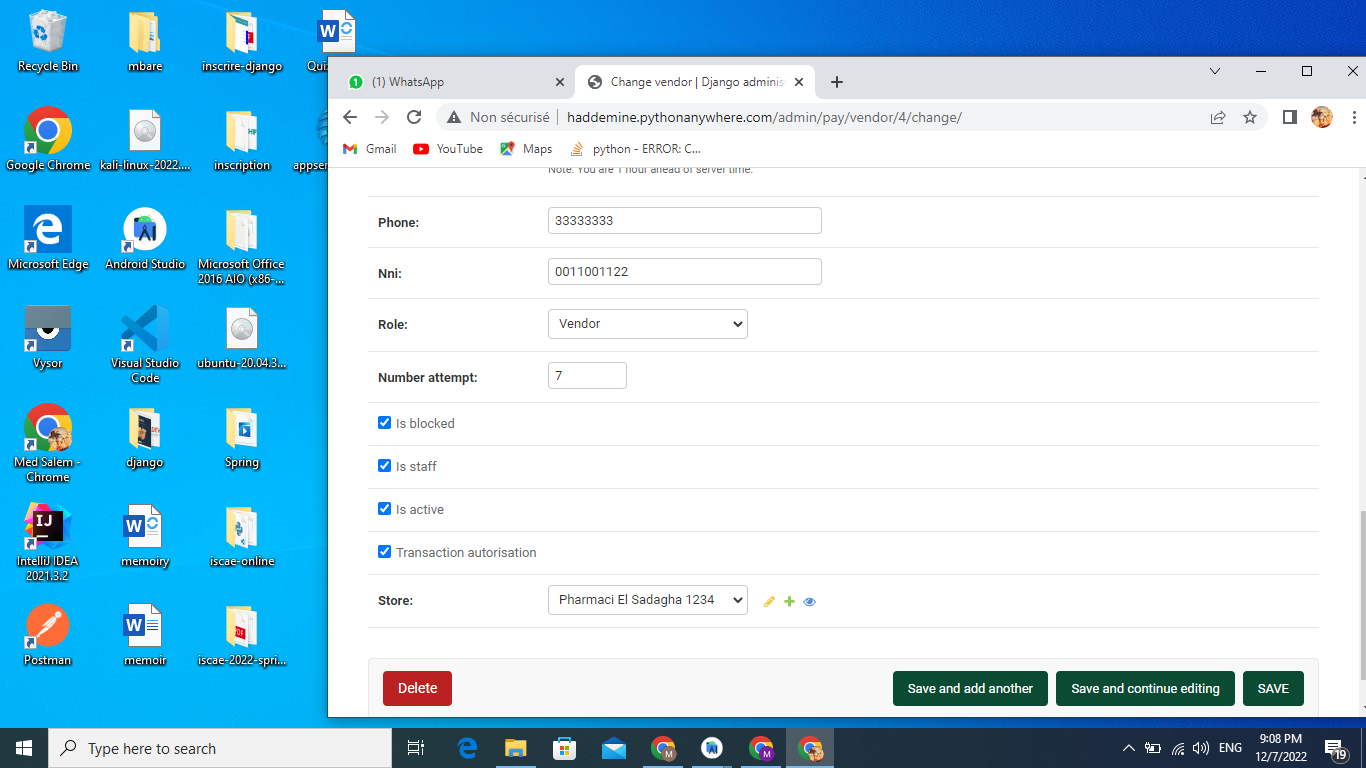 Recycle Bin
mbare
inscrire-django
Google Chrome
kali-linux-2022....
inscription
Microsoft Edge
Android Studio
Microsoft Office
2016 AIO (x86-...
Vysor
Visual Studio
Code
ubuntu-20.04.3...
Med Salem -
Chrome
django
Spring
IntelliJ IDEA
2021.3.2
memoiry
iscae-online
Postman
memoir
iscae-2022-spri...
(1) WhatsApp
Change vendor | Django adminis
Non sécurisé
haddemine.pythonanywhere.com/admin/pay/vendor/4/change/
Gmail
YouTube
Maps
python - ERROR: C...
Note: You are 1 hour ahead of server time.
Phone:
33333333
Nni:
0011001122
Role:
Vendor
Number attempt:
7
Is blocked
Is staff
Is active
Transaction autorisation
Store:
Pharmaci El Sadagha 1234
Delete
Save and add another
Save and continue editing
SAVE
Type here to search
ENG
9:08 PM
12/7/2022
19